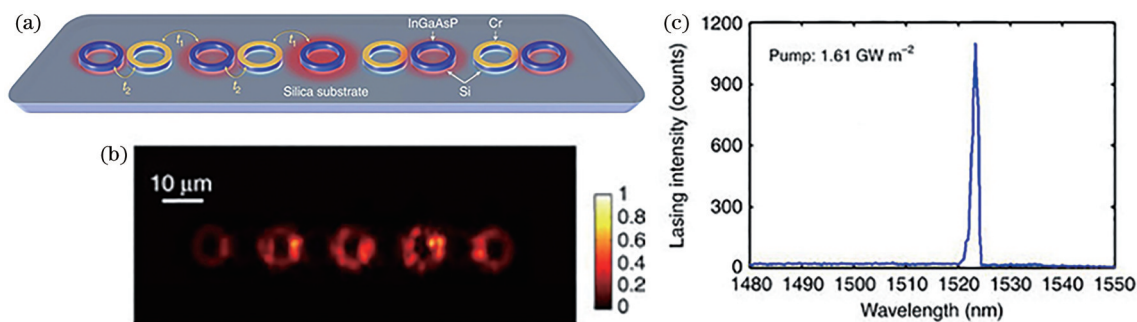 (a)
InGaAsP
Cr
t₁
t₁
t₂
t₂
Silica substrate
Si
(b)
10 μm
1
0.8
0.6
0.4
0.2
0
(c)
1200
900
600
300
0
Pump: 1.61 GW m⁻²
Lasing intensity (counts)
1480 1490 1500 1510 1520 1530 1540 1550
Wavelength (nm)